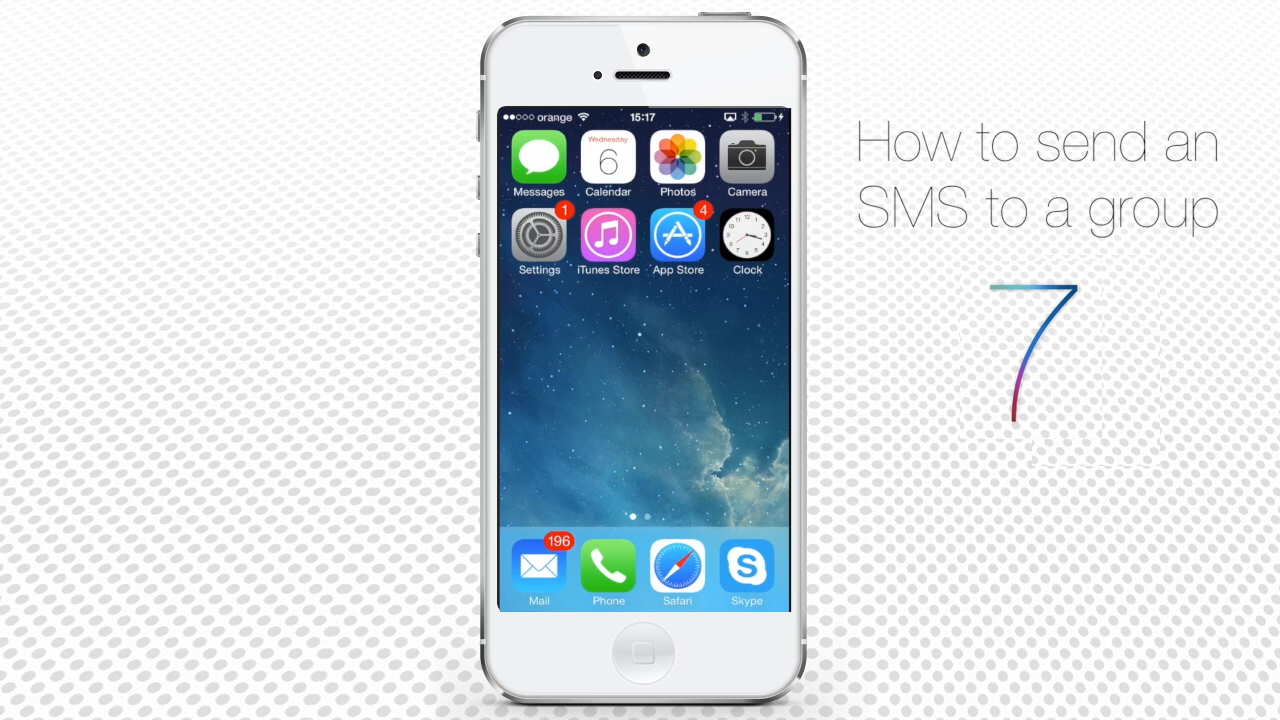 orange 15:17
Wednesday
6
Messages Calendar Photos Camera
1 4
Settings iTunes Store App Store Clock
196
Mail Phone Safari Skype
How to send an
SMS to a group
7